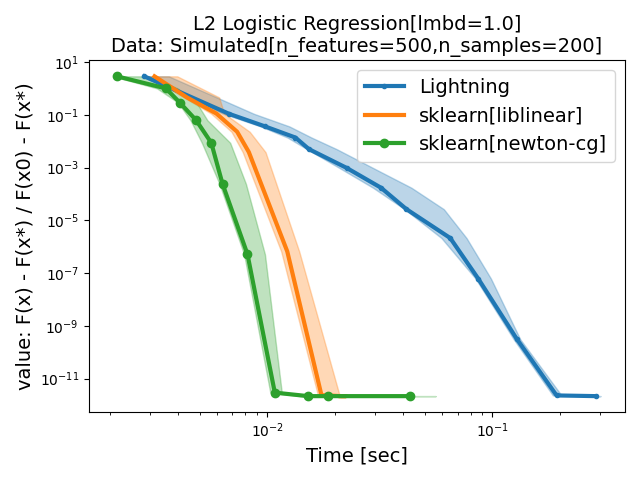 L2 Logistic Regression[lmbd=1.0]
Data: Simulated[n_features=500,n_samples=200]
value: F(x) - F(x*) / F(x0) - F(x*)
10¹
10⁻¹
10⁻³
10⁻⁵
10⁻⁷
10⁻⁹
10⁻¹¹
Lightning
sklearn[liblinear]
sklearn[newton-cg]
10⁻² 10⁻¹
Time [sec]